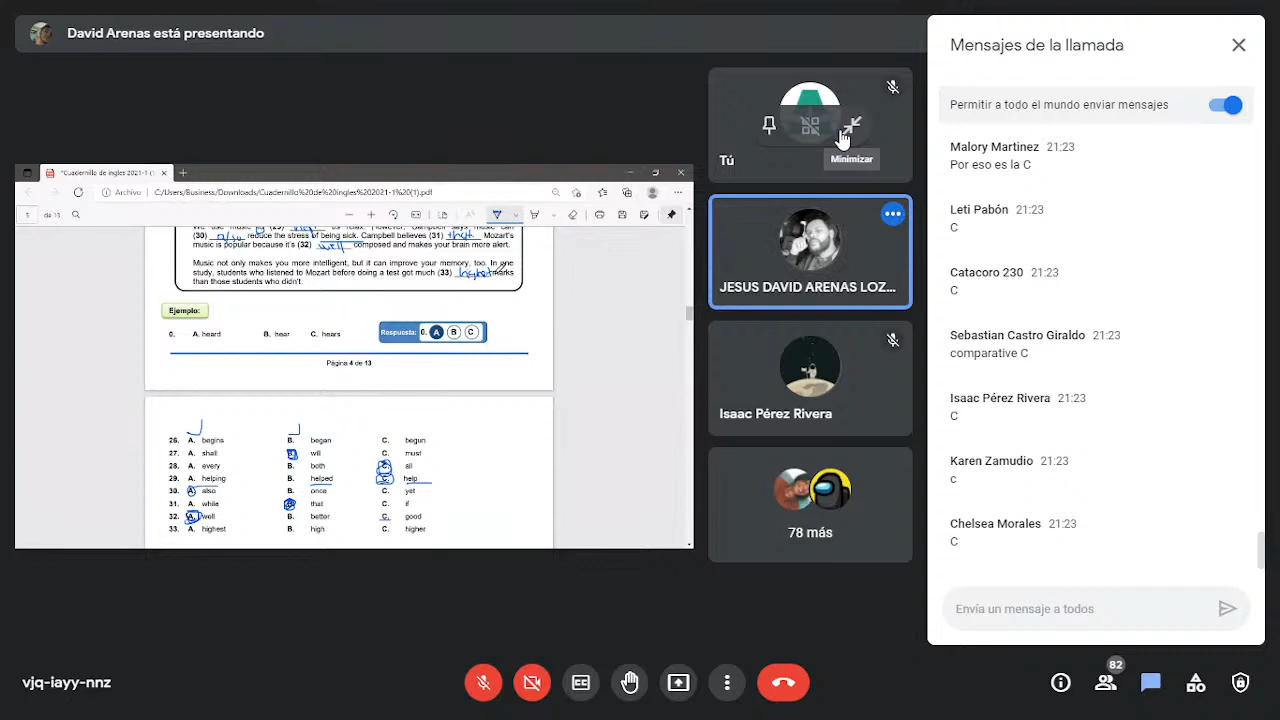 David Arenas está presentando
Mensajes de la llamada
Permitir a todo el mundo enviar mensajes
Malory Martinez 21:23
Por eso es la C
Leti Pabón 21:23
C
Catacoro 230 21:23
C
Sebastian Castro Giraldo 21:23
comparative C
Isaac Pérez Rivera 21:23
C
Karen Zamudio 21:23
c
Chelsea Morales 21:23
C
Envía un mensaje a todos
Tú
Minimizar
JESUS DAVID ARENAS LOZ...
Isaac Pérez Rivera
78 más
"Cuadernillo de ingles 2021-1
Archivo C:/Users/Business/Downloads/Cuadernillo%20de%20ingles%202021-1%20(1).pdf
de 13
(30) also reduce the stress of being sick. Campbell believes (31) that Mozart's
music is popular because it's (32) well composed and makes your brain more alert.
Music not only makes you more intelligent, but it can improve your memory, too. In one
study, students who listened to Mozart before doing a test got much (33) higher marks
than those students who didn't.
Ejemplo:
0. A. heard B. hear C. hears Respuesta: 0. A B C
Página 4 de 13
26. A. begins B. began C. begun
27. A. shall B. will C. must
28. A. every B. both C. all
29. A. helping B. helped C. help
30. A. also B. once C. yet
31. A. while B. that C. if
32. A. well B. better C. good
33. A. highest B. high C. higher
vjq-iayy-nnz
82